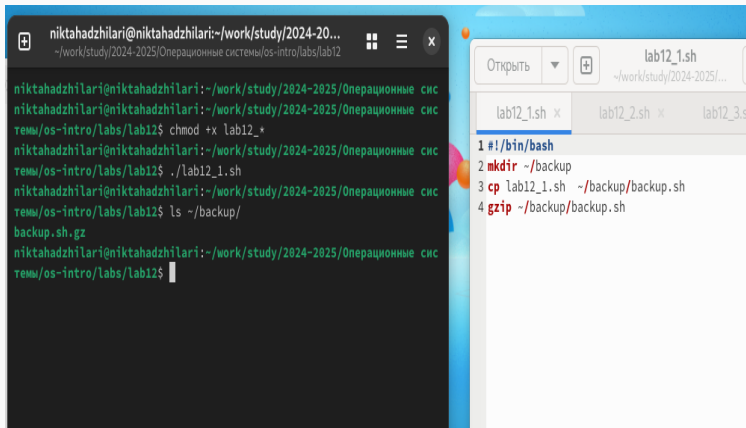 niktahadzhilari@niktahadzhilari:~/work/study/2024-20...
~/work/study/2024-2025/Операционные системы/os-intro/labs/lab12
niktahadzhilari@niktahadzhilari:~/work/study/2024-2025/Операционные сис
niktahadzhilari@niktahadzhilari:~/work/study/2024-2025/Операционные сис
темы/os-intro/labs/lab12$ chmod +x lab12_*
niktahadzhilari@niktahadzhilari:~/work/study/2024-2025/Операционные сис
темы/os-intro/labs/lab12$ ./lab12_1.sh
niktahadzhilari@niktahadzhilari:~/work/study/2024-2025/Операционные сис
темы/os-intro/labs/lab12$ ls ~/backup/
backup.sh.gz
niktahadzhilari@niktahadzhilari:~/work/study/2024-2025/Операционные сис
темы/os-intro/labs/lab12$
Открыть
lab12_1.sh
~/work/study/2024-2025/...
lab12_1.sh × lab12_2.sh × lab12_3.s
1 #!/bin/bash
2 mkdir ~/backup
3 cp lab12_1.sh  ~/backup/backup.sh
4 gzip ~/backup/backup.sh